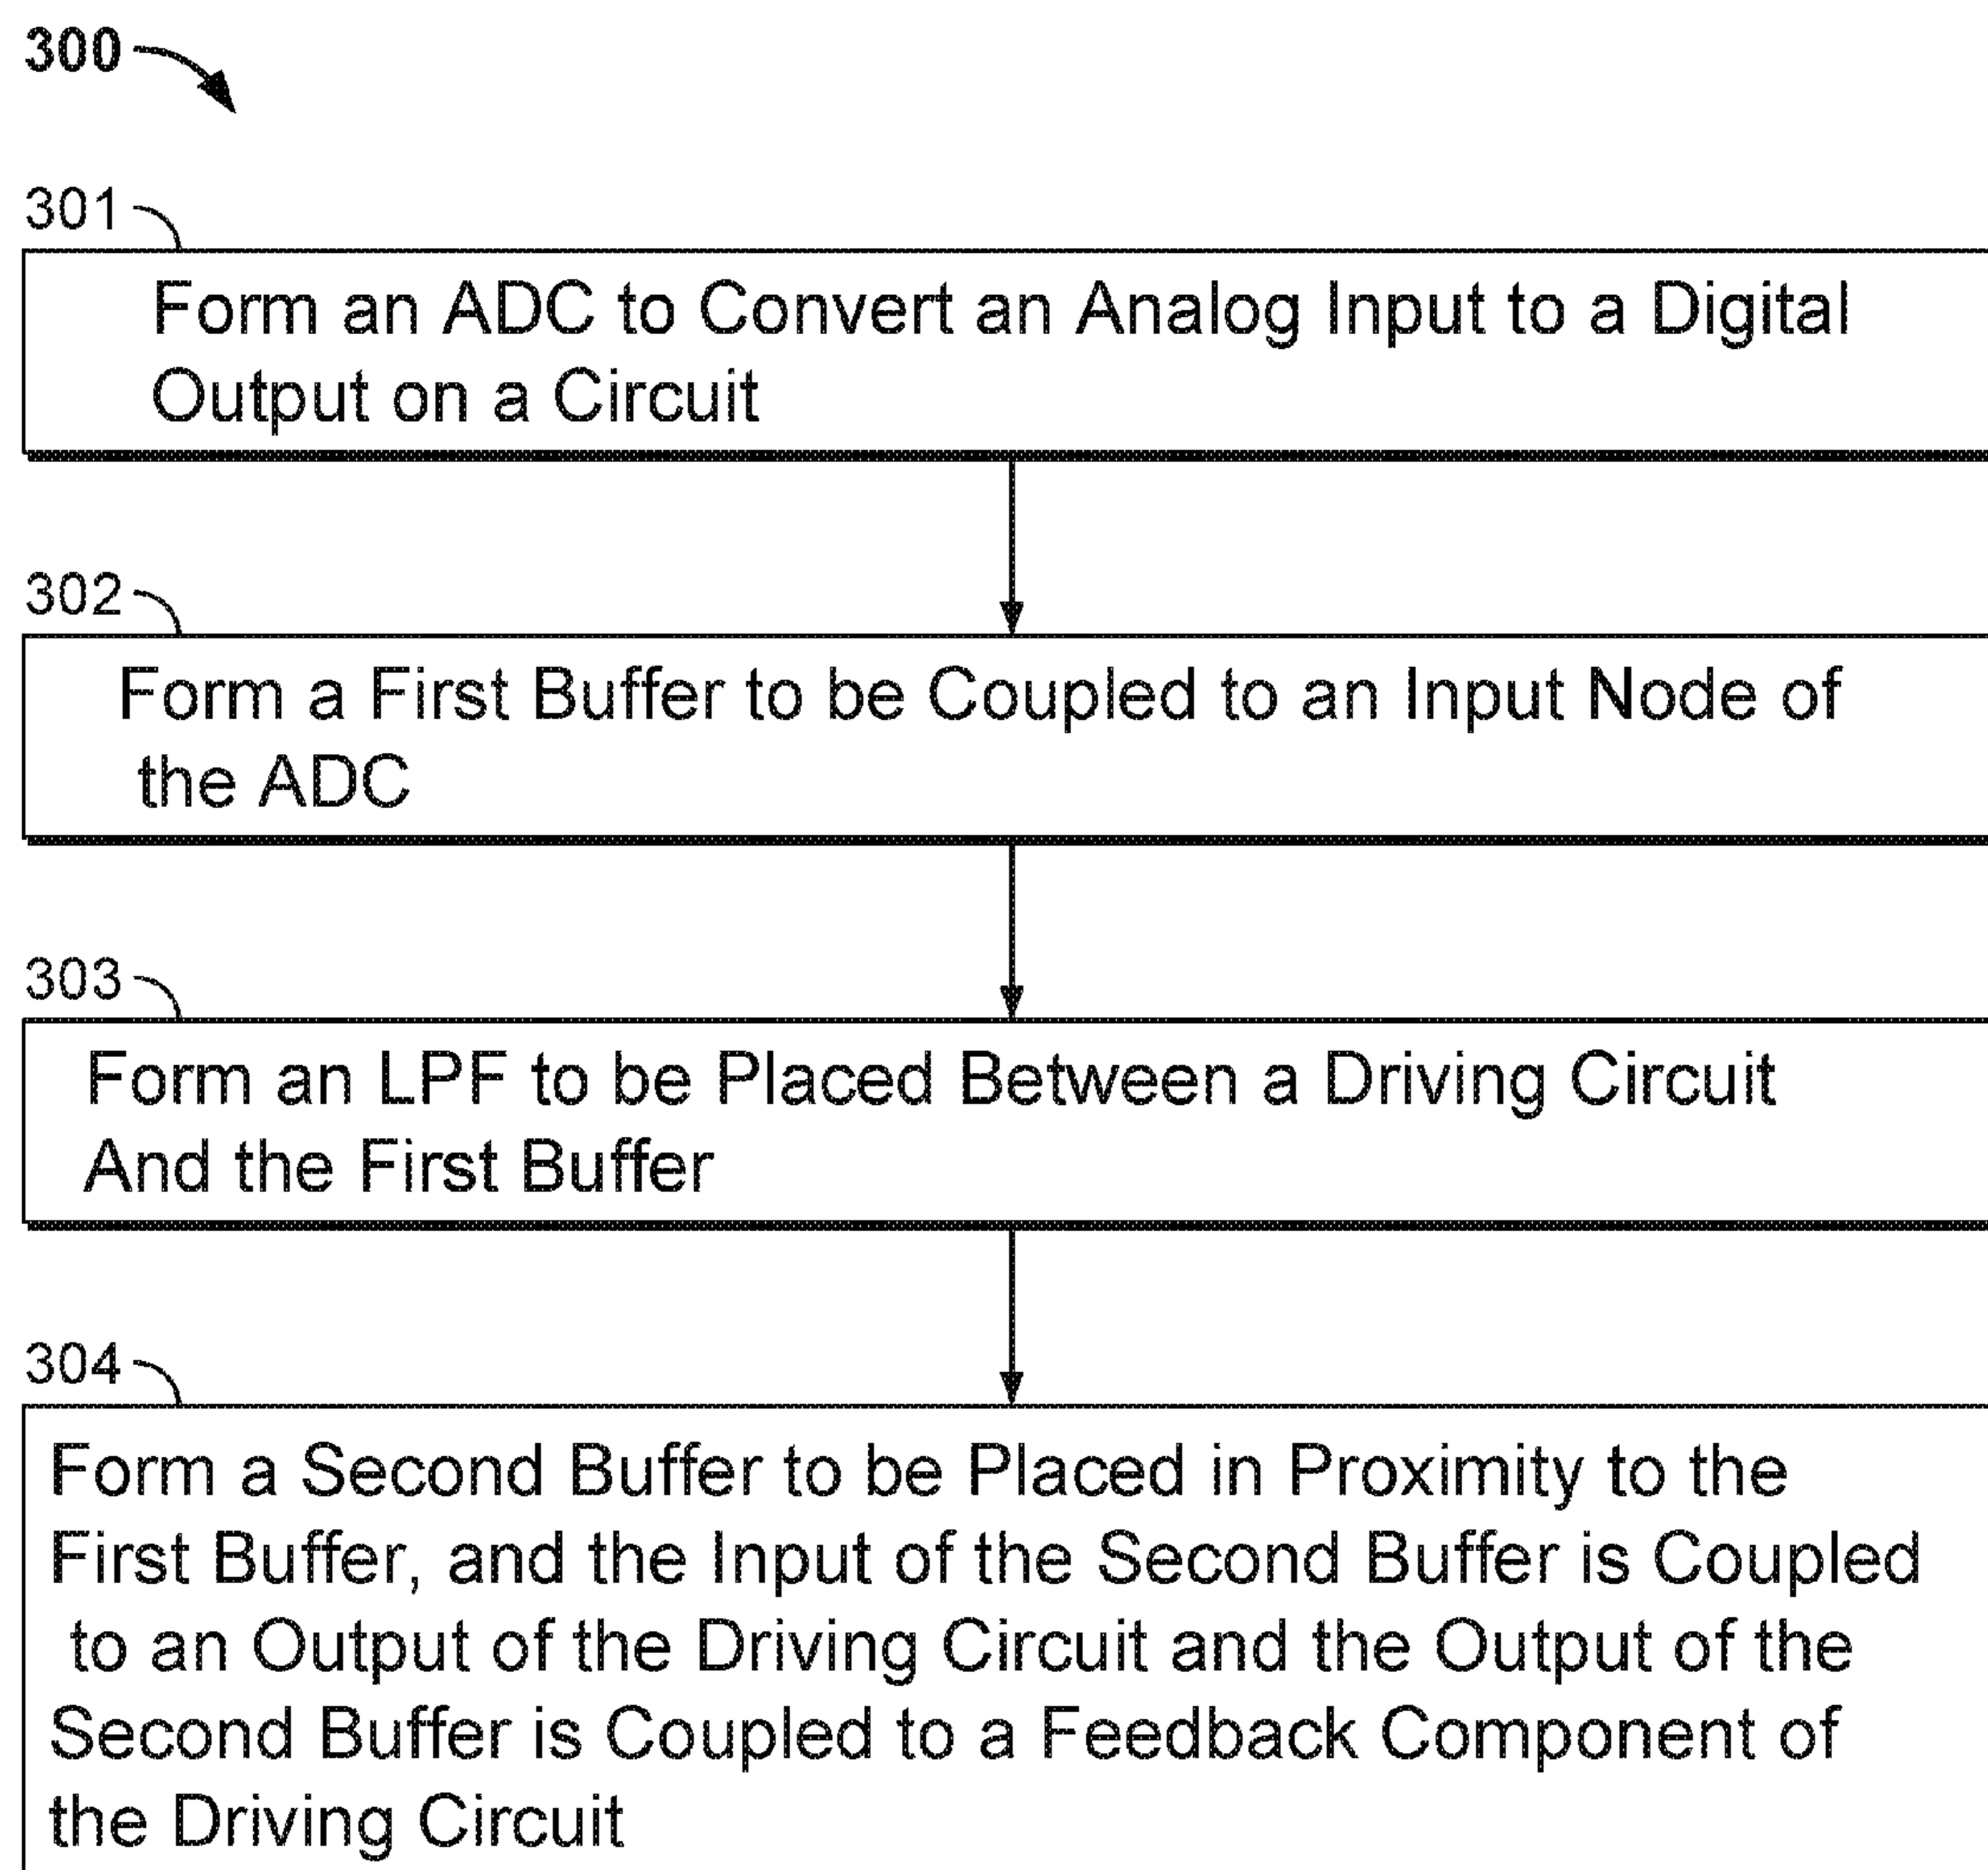 300
301
Form an ADC to Convert an Analog Input to a Digital
Output on a Circuit
302
Form a First Buffer to be Coupled to an Input Node of
the ADC
303
Form an LPF to be Placed Between a Driving Circuit
And the First Buffer
304
Form a Second Buffer to be Placed in Proximity to the
First Buffer, and the Input of the Second Buffer is Coupled
to an Output of the Driving Circuit and the Output of the
Second Buffer is Coupled to a Feedback Component of
the Driving Circuit